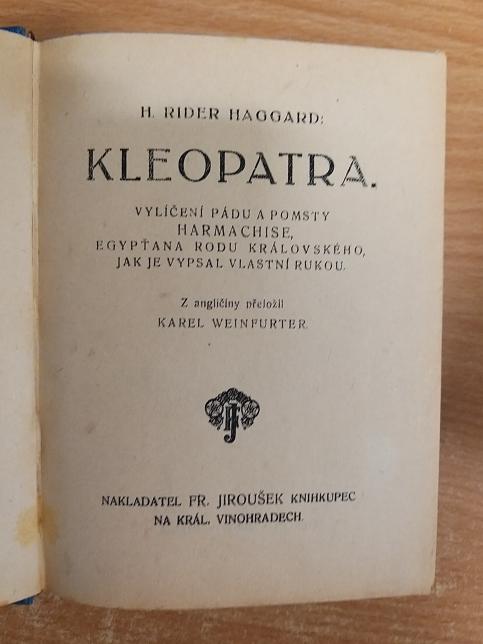 H. RIDER HAGGARD:
KLEOPATRA.
VYLÍČENÍ PÁDU A POMSTY
HARMACHISE,
EGYPŤANA RODU KRÁLOVSKÉHO,
JAK JE VYPSAL VLASTNÍ RUKOU.
Z angličiny přeložil
KAREL WEINFURTER.
FJ
NAKLADATEL FR. JIROUŠEK KNIHKUPEC
NA KRÁL. VINOHRADECH.